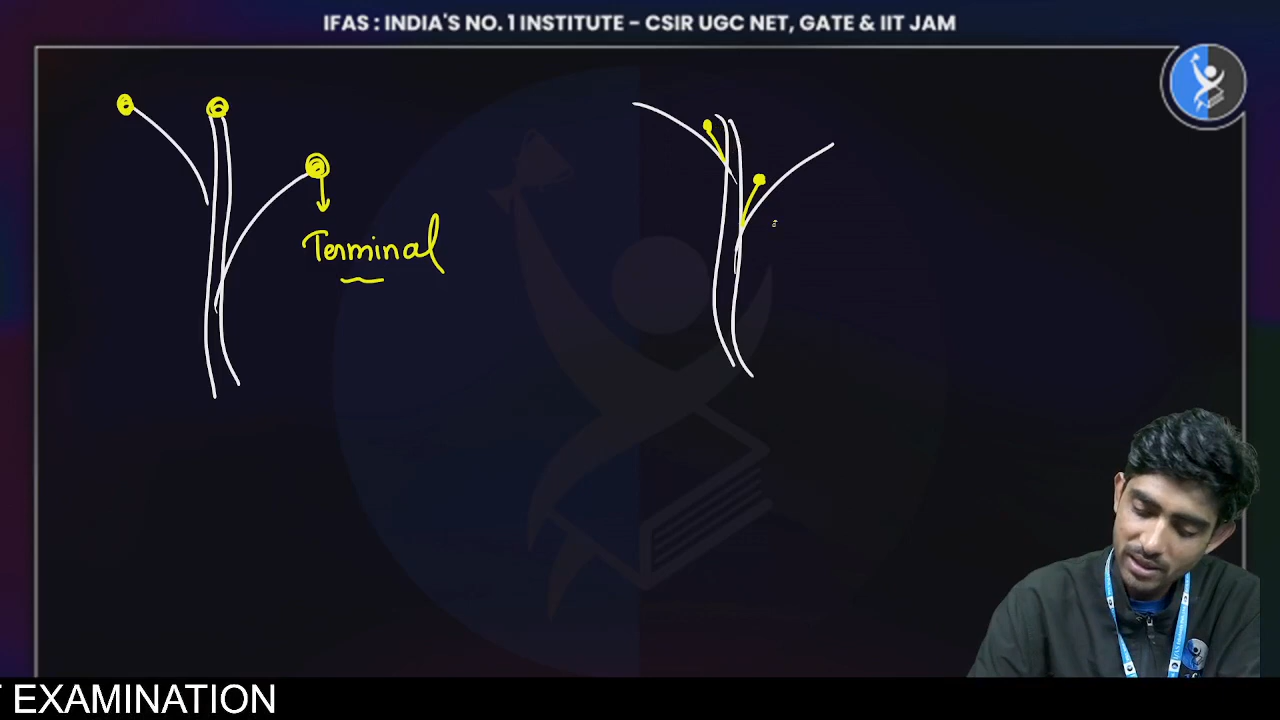 IFAS : INDIA'S NO. 1 INSTITUTE - CSIR UGC NET, GATE & IIT JAM
Terminal
EXAMINATION